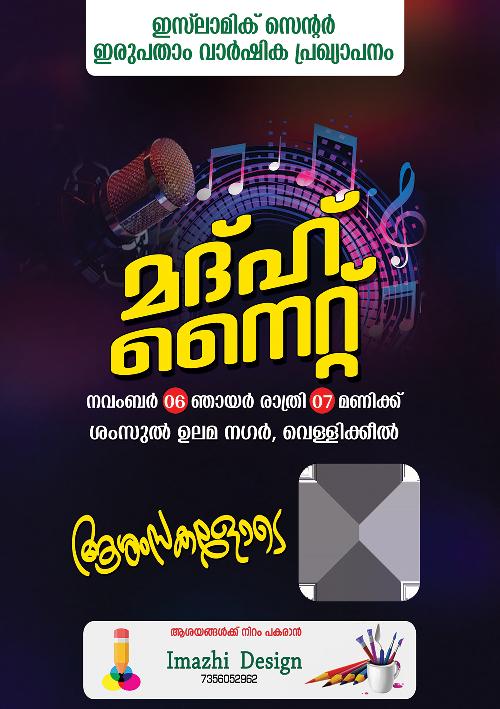 ഇസ്ലാമിക് സെന്റർ
ഇരുപതാം വാർഷിക പ്രഖ്യാപനം
മദ്ഹ്
നൈറ്റ്
നവംബർ 06 ഞായർ രാത്രി 07 മണിക്ക്
ശംസുൽ ഉലമ നഗർ, വെള്ളിക്കീൽ
ആശംസകളോടെ
ആശയങ്ങൾക്ക് നിറം പകരാൻ
Imazhi Design
7356052962